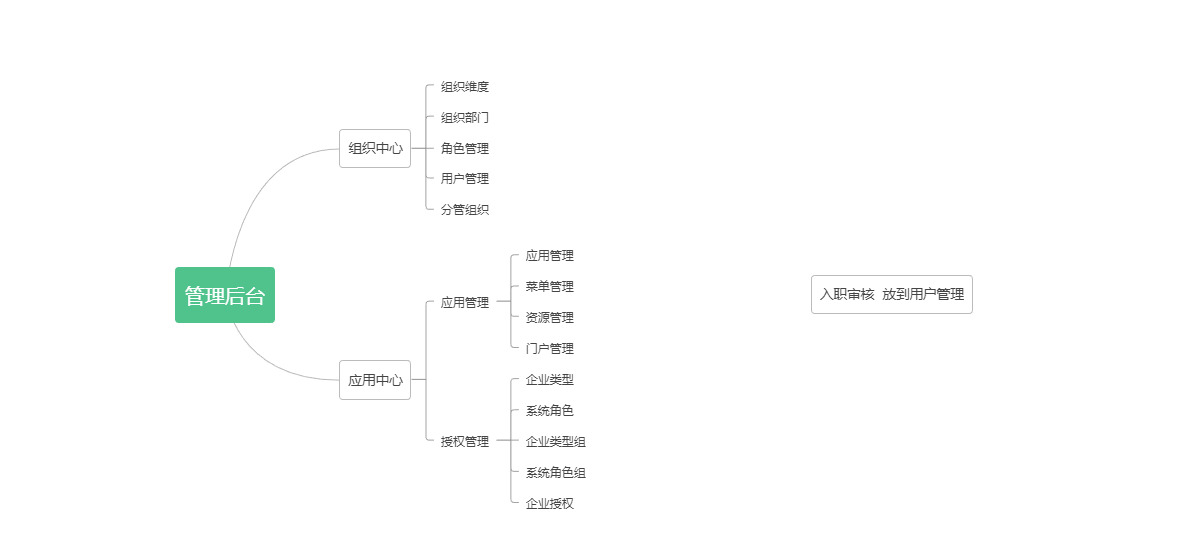 管理后台
组织中心
组织维度
组织部门
角色管理
用户管理
分管组织
应用中心
应用管理
应用管理
菜单管理
资源管理
门户管理
授权管理
企业类型
系统角色
企业类型组
系统角色组
企业授权
入职审核  放到用户管理